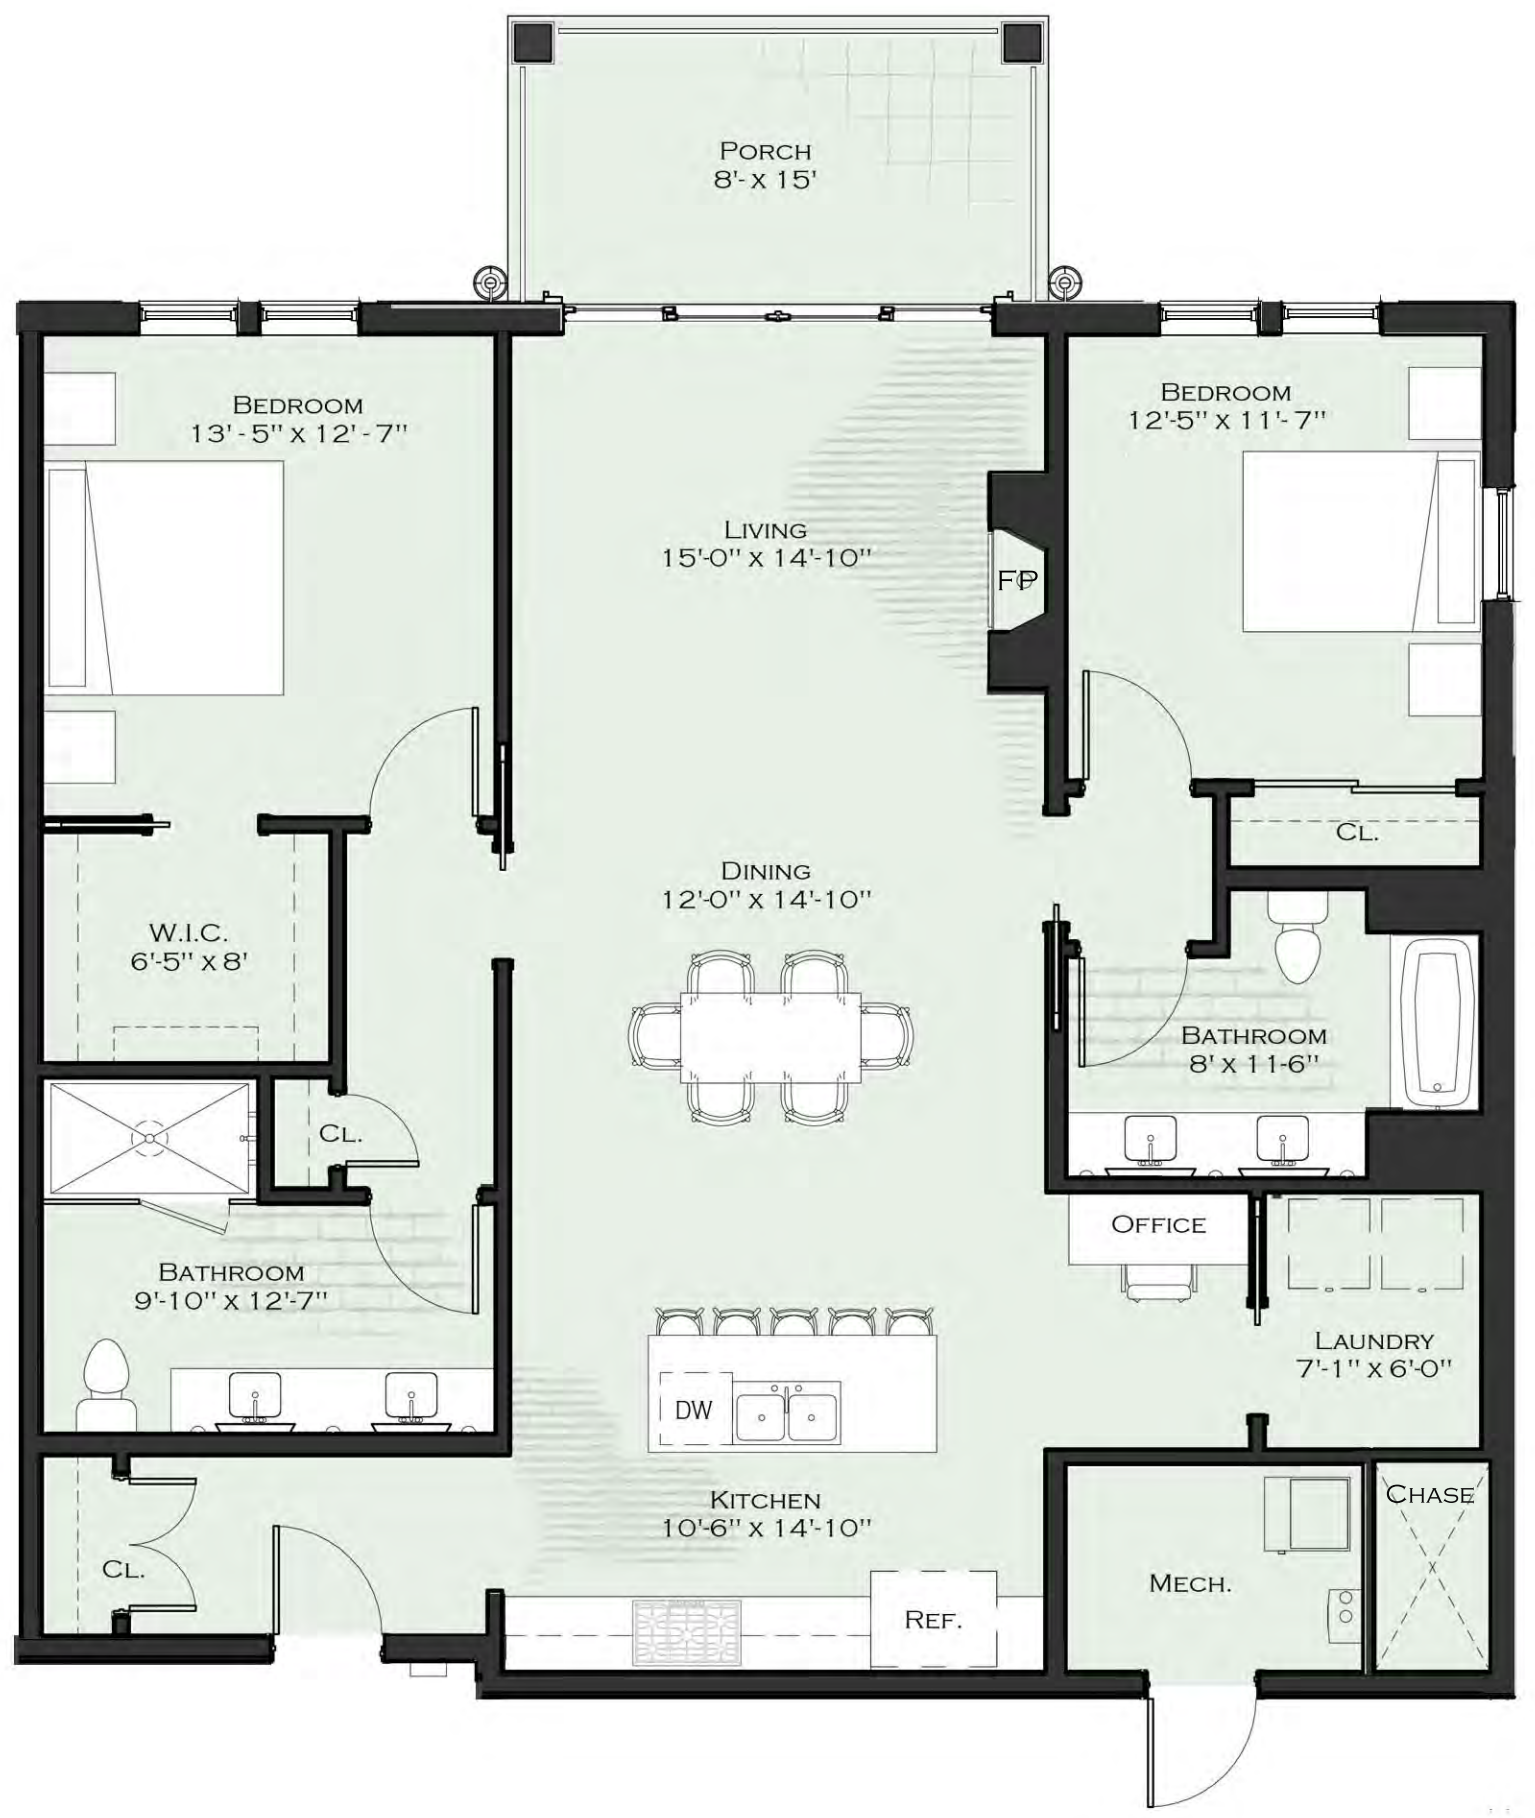 PORCH
8'- X 15'
BEDROOM
13' - 5" X 12' - 7"
BEDROOM
12'-5" X 11'- 7"
LIVING
15'-0" X 14'-10"
FP
CL.
DINING
12'-0" X 14'-10"
W.I.C.
6'-5" X 8'
BATHROOM
8' X 11-6"
CL.
OFFICE
BATHROOM
9'-10" X 12'-7"
LAUNDRY
7'-1" X 6'-0"
DW
KITCHEN
10'-6" X 14'-10"
CHASE
CL.
MECH.
REF.